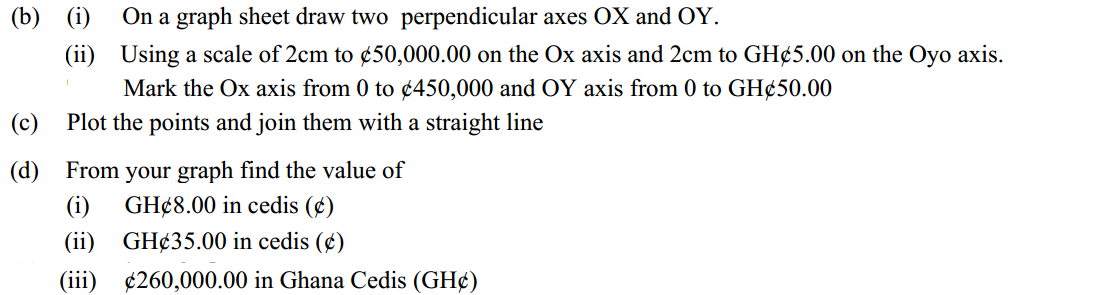 (b) (i) On a graph sheet draw two perpendicular axes OX and OY.
(ii) Using a scale of 2cm to ¢50,000.00 on the Ox axis and 2cm to GH¢5.00 on the Oyo axis.
Mark the Ox axis from 0 to ¢450,000 and OY axis from 0 to GH¢50.00
(c) Plot the points and join them with a straight line
(d) From your graph find the value of
(i) GH¢8.00 in cedis (¢)
(ii) GH¢35.00 in cedis (¢)
(iii) ¢260,000.00 in Ghana Cedis (GH¢)